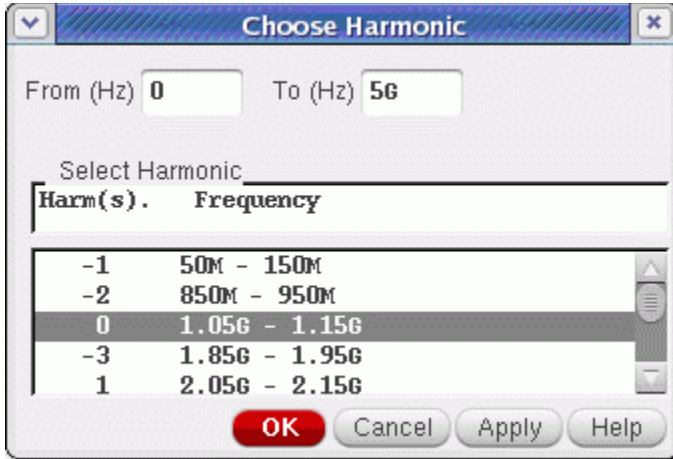 Choose Harmonic
From (Hz) 0 To (Hz) 5G
Select Harmonic
Harm(s). Frequency
-1 50M - 150M
-2 850M - 950M
0 1.05G - 1.15G
-3 1.85G - 1.95G
1 2.05G - 2.15G
OK Cancel Apply Help